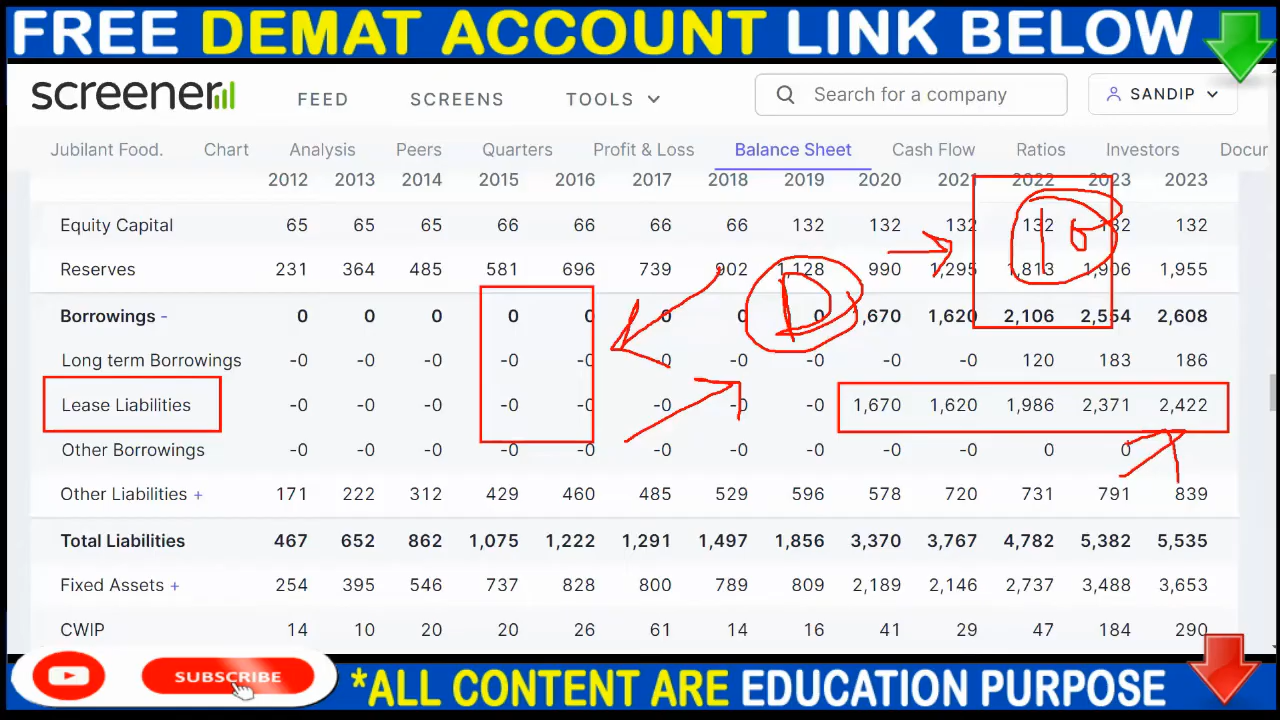 FREE DEMAT ACCOUNT LINK BELOW
screener FEED SCREENS TOOLS Search for a company SANDIP
Jubilant Food. Chart Analysis Peers Quarters Profit & Loss Balance Sheet Cash Flow Ratios Investors Docur
2012 2013 2014 2015 2016 2017 2018 2019 2020 2021 2022 2023 2023
Equity Capital 65 65 65 66 66 66 66 132 132 132 132 132 132
Reserves 231 364 485 581 696 739 902 1,128 990 1,295 1,813 1,906 1,955
Borrowings - 0 0 0 0 0 0 0 0 ,670 1,620 2,106 2,554 2,608
Long term Borrowings -0 -0 -0 -0 -0 -0 -0 -0 -0 -0 120 183 186
Lease Liabilities -0 -0 -0 -0 -0 -0 -0 -0 1,670 1,620 1,986 2,371 2,422
Other Borrowings -0 -0 -0 -0 -0 -0 -0 -0 -0 -0 0 0
Other Liabilities + 171 222 312 429 460 485 529 596 578 720 731 791 839
Total Liabilities 467 652 862 1,075 1,222 1,291 1,497 1,856 3,370 3,767 4,782 5,382 5,535
Fixed Assets + 254 395 546 737 828 800 789 809 2,189 2,146 2,737 3,488 3,653
CWIP 14 10 20 20 26 61 14 16 41 29 47 184 290
SUBSCRIBE
*ALL CONTENT ARE EDUCATION PURPOSE
D